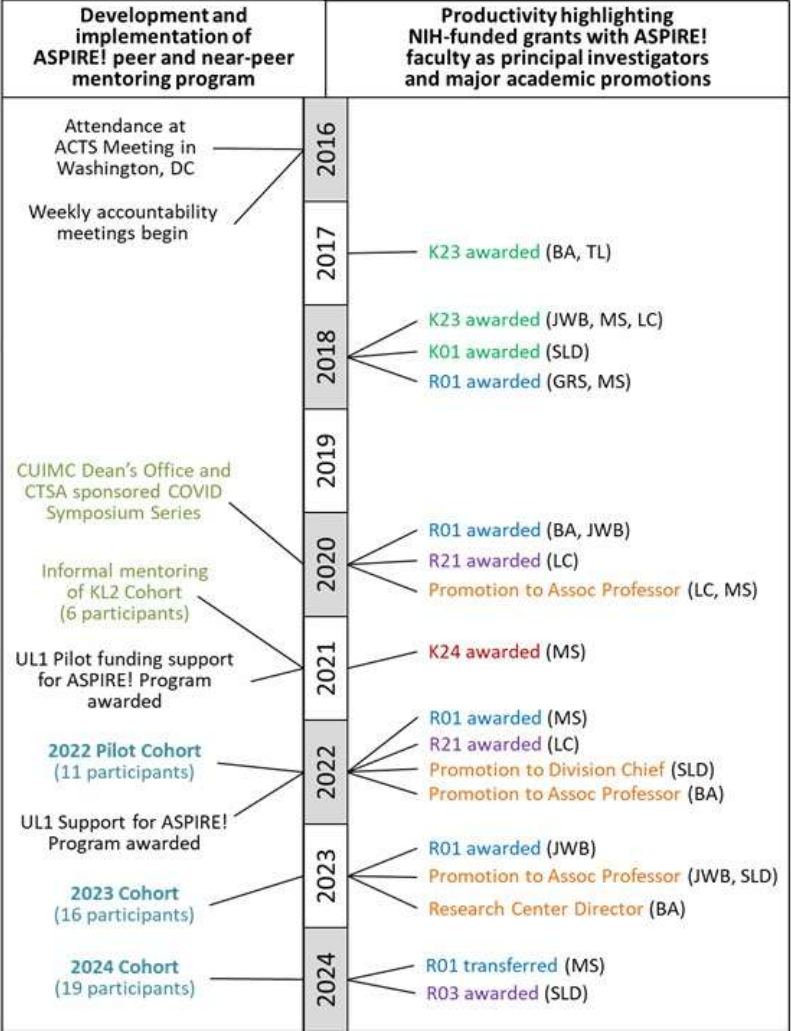 Development and
implementation of
ASPIRE! peer and near-peer
mentoring program
Productivity highlighting
NIH-funded grants with ASPIRE!
faculty as principal investigators
and major academic promotions
Attendance at
ACTS Meeting in
Washington, DC
Weekly accountability
meetings begin
2016
2017
K23 awarded (BA, TL)
2018
K23 awarded (JWB, MS, LC)
K01 awarded (SLD)
R01 awarded (GRS, MS)
2019
CUIMC Dean's Office and
CTSA sponsored COVID
Symposium Series
2020
R01 awarded (BA, JWB)
R21 awarded (LC)
Promotion to Assoc Professor (LC, MS)
Informal mentoring
of KL2 Cohort
(6 participants)
UL1 Pilot funding support
for ASPIRE! Program
awarded
2021
K24 awarded (MS)
2022 Pilot Cohort
(11 participants)
UL1 Support for ASPIRE!
Program awarded
2022
R01 awarded (MS)
R21 awarded (LC)
Promotion to Division Chief (SLD)
Promotion to Assoc Professor (BA)
2023 Cohort
(16 participants)
2023
R01 awarded (JWB)
Promotion to Assoc Professor (JWB, SLD)
Research Center Director (BA)
2024 Cohort
(19 participants)
2024
R01 transferred (MS)
R03 awarded (SLD)